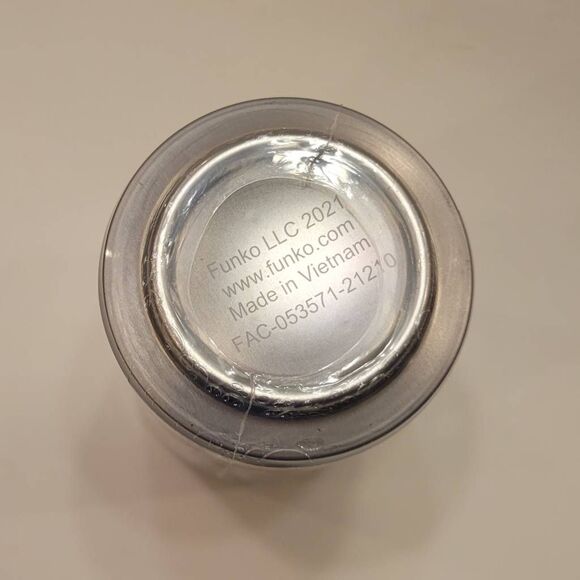 Funko LLC 2021
www.funko.com
Made in Vietnam
FAC-053571-21210